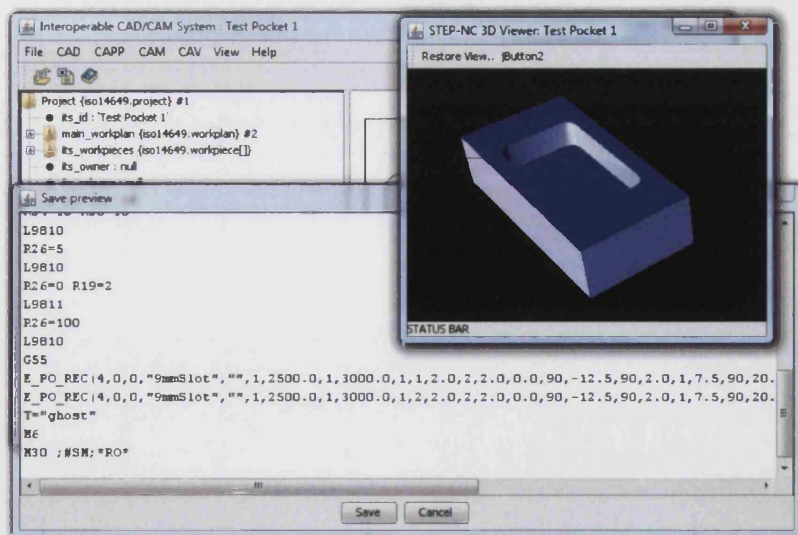 Interoperable CAD/CAM System : Test Pocket 1
File CAD CAPP CAM CAV View Help
Project {iso14649.project} #1
its_id : 'Test Pocket 1'
main_workplan {iso14649.workplan} #2
its_workpieces {iso14649.workpiece[]}
its_owner : null
STEP-NC 3D Viewer: Test Pocket 1
Restore View.. jButton2
STATUS BAR
Save preview
L9810
R26=5
L9810
R26=0 R19=2
L9811
R26=100
L9810
G55
E_PO_REC(4,0,0,"9mmSlot","",1,2500.0,1,3000.0,1,1,2.0,2,2.0,0.0,90,-12.5,90,2.0,1,7.5,90,20.
E_PO_REC(4,0,0,"9mmSlot","",1,2500.0,1,3000.0,1,2,2.0,2,2.0,0.0,90,-12.5,90,2.0,1,7.5,90,20.
T="ghost"
M6
M30 ;#SM;*RO*
Save Cancel